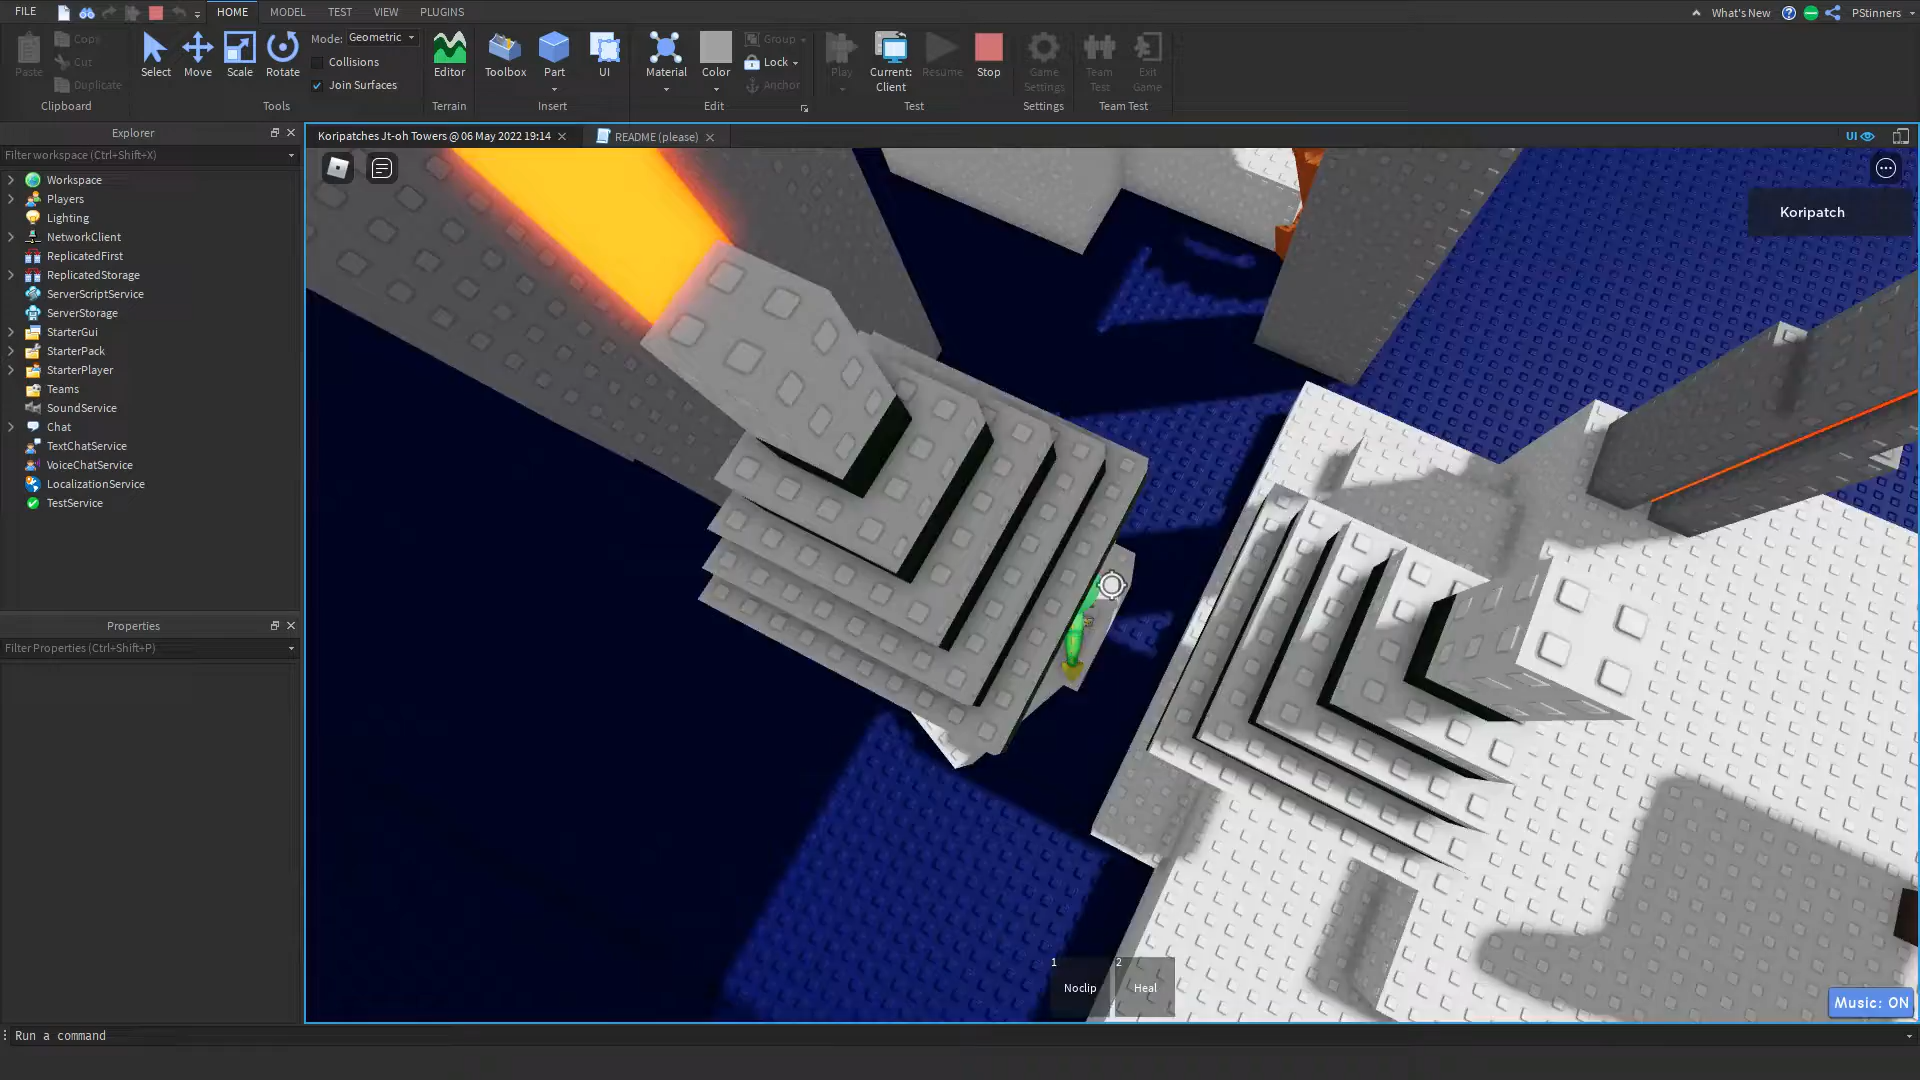 FILE
HOME
MODEL
TEST
VIEW
PLUGINS
What's New
PStinners
Paste
Copy
Cut
Duplicate
Clipboard
Select
Move
Scale
Rotate
Mode:
Geometric
Collisions
Join Surfaces
Tools
Editor
Terrain
Toolbox
Part
UI
Insert
Material
Color
Group
Lock
Anchor
Edit
Play
Current:
Client
Resume
Stop
Test
Game
Settings
Settings
Team
Test
Exit
Game
Team Test
Explorer
Filter workspace (Ctrl+Shift+X)
Workspace
Players
Lighting
NetworkClient
ReplicatedFirst
ReplicatedStorage
ServerScriptService
ServerStorage
StarterGui
StarterPack
StarterPlayer
Teams
SoundService
Chat
TextChatService
VoiceChatService
LocalizationService
TestService
Properties
Filter Properties (Ctrl+Shift+P)
Koripatches Jt-oh Towers @ 06 May 2022 19:14
README (please)
UI
Koripatch
1
Noclip
2
Heal
Music: ON
Run a command